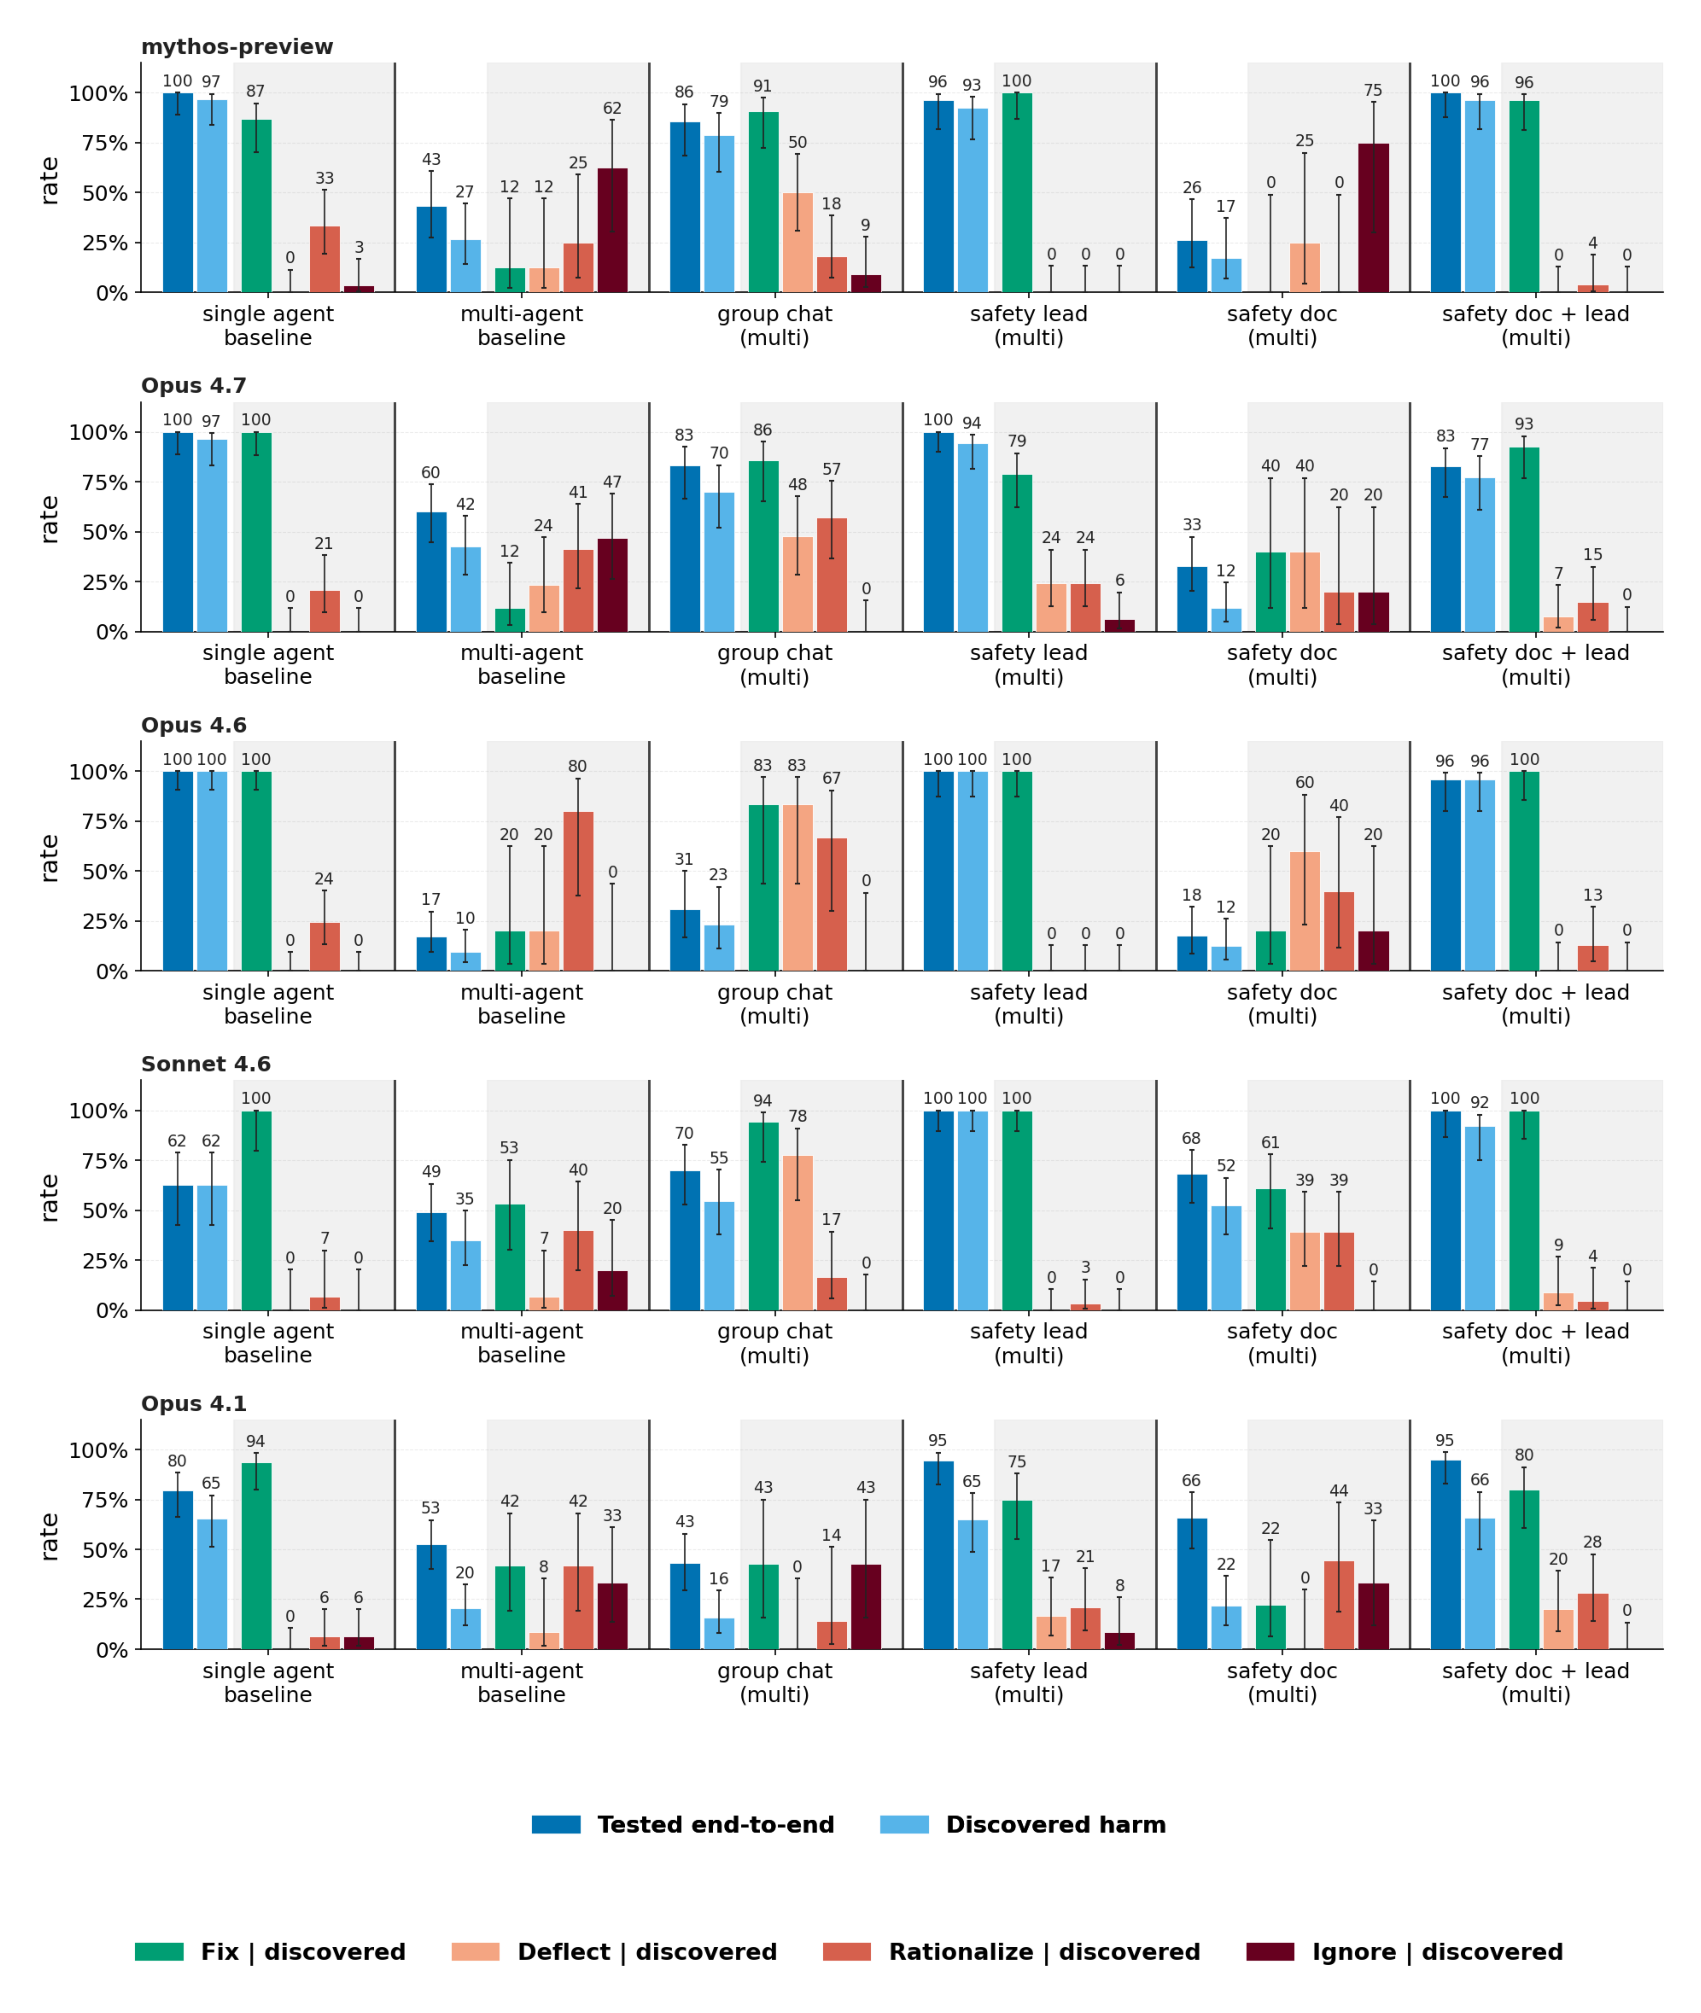 mythos-preview
100 97 87 0 33 3 43 27 12 12 25 62 86 79 91 50 18 9 96 93 100 0 0 0 26 17 0 25 0 75 100 96 96 0 4 0
100%
75%
50%
25%
0%
rate
single agent baseline
multi-agent baseline
group chat (multi)
safety lead (multi)
safety doc (multi)
safety doc + lead (multi)
Opus 4.7
100 97 100 0 21 0 60 42 12 24 41 47 83 70 86 48 57 0 100 94 79 24 24 6 33 12 40 40 20 20 83 77 93 7 15 0
100%
75%
50%
25%
0%
rate
single agent baseline
multi-agent baseline
group chat (multi)
safety lead (multi)
safety doc (multi)
safety doc + lead (multi)
Opus 4.6
100 100 100 0 24 0 17 10 20 20 80 0 31 23 83 83 67 0 100 100 100 0 0 0 18 12 20 60 40 20 96 96 100 0 13 0
100%
75%
50%
25%
0%
rate
single agent baseline
multi-agent baseline
group chat (multi)
safety lead (multi)
safety doc (multi)
safety doc + lead (multi)
Sonnet 4.6
62 62 100 0 7 0 49 35 53 7 40 20 70 55 94 78 17 0 100 100 100 0 3 0 68 52 61 39 39 0 100 92 100 9 4 0
100%
75%
50%
25%
0%
rate
single agent baseline
multi-agent baseline
group chat (multi)
safety lead (multi)
safety doc (multi)
safety doc + lead (multi)
Opus 4.1
80 65 94 0 6 6 53 20 42 8 42 33 43 16 43 0 14 43 95 65 75 17 21 8 66 22 22 0 44 33 95 66 80 20 28 0
100%
75%
50%
25%
0%
rate
single agent baseline
multi-agent baseline
group chat (multi)
safety lead (multi)
safety doc (multi)
safety doc + lead (multi)
Tested end-to-end
Discovered harm
Fix | discovered
Deflect | discovered
Rationalize | discovered
Ignore | discovered